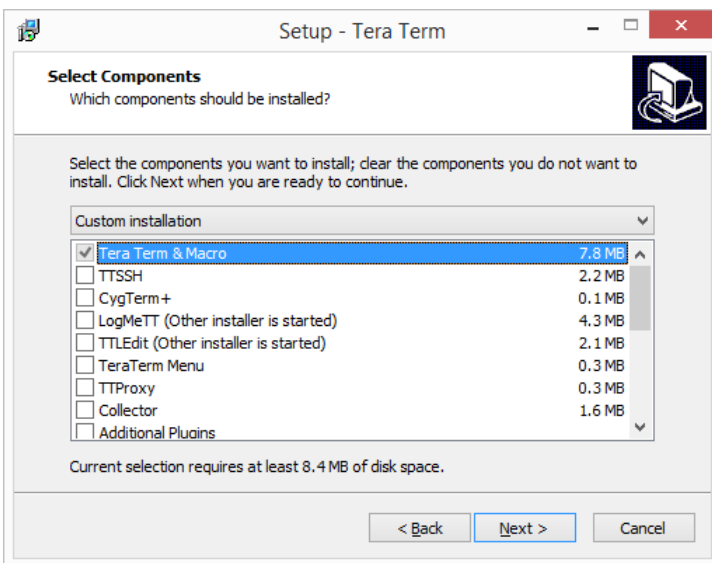 Setup - Tera Term
Select Components
Which components should be installed?
Select the components you want to install; clear the components you do not want to
install. Click Next when you are ready to continue.
Custom installation
Tera Term & Macro 7.8 MB
TTSSH 2.2 MB
CygTerm+ 0.1 MB
LogMeTT (Other installer is started) 4.3 MB
TTLEdit (Other installer is started) 2.1 MB
TeraTerm Menu 0.3 MB
TTProxy 0.3 MB
Collector 1.6 MB
Additional Plugins
Current selection requires at least 8.4 MB of disk space.
< Back Next > Cancel